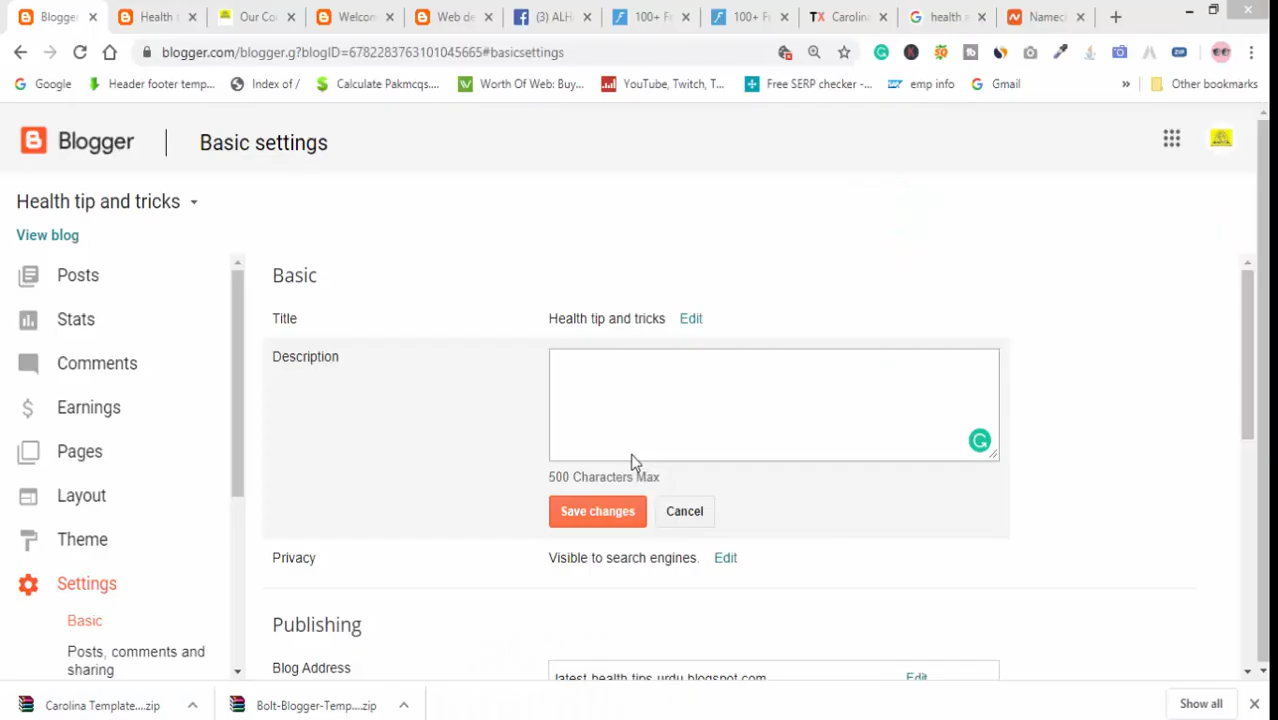 Blogger
Health t
Our Co
Welcon
Web de
(3) ALH
100+ F
100+ F
Carolina
health a
Namec
blogger.com/blogger.g?blogID=6782283763101045665#basicsettings
Google
Header footer temp...
Index of /
Calculate Pakmcqs....
Worth Of Web: Buy...
YouTube, Twitch, T...
Free SERP checker -...
emp info
Gmail
»
Other bookmarks
Blogger
Basic settings
Health tip and tricks
View blog
Posts
Stats
Comments
Earnings
Pages
Layout
Theme
Settings
Basic
Posts, comments and
sharing
Basic
Title
Health tip and tricks
Edit
Description
500 Characters Max
Save changes
Cancel
Privacy
Visible to search engines.
Edit
Publishing
Blog Address
latest-health-tips-urdu.blogspot.com
Edit
Carolina Template....zip
Bolt-Blogger-Temp....zip
Show all